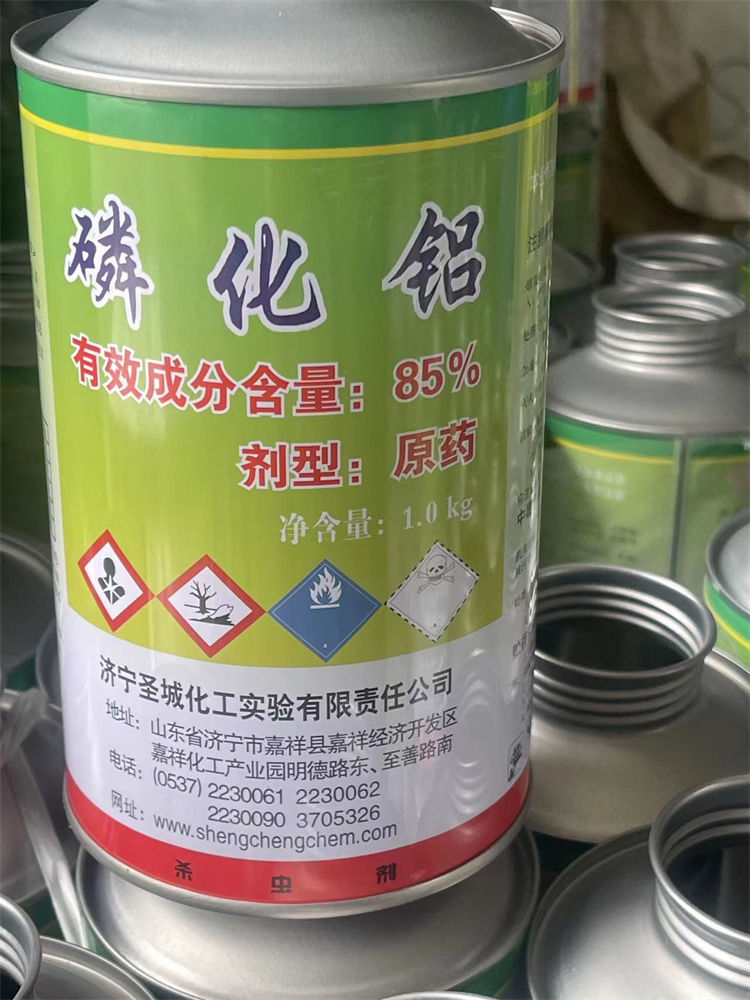 磷化铝
有效成分含量：85%
剂型：原药
净含量：1.0 kg
济宁圣城化工实验有限责任公司
地址：山东省济宁市嘉祥县嘉祥经济开发区
嘉祥化工产业园明德路东、至善路南
电话：(0537) 2230061 2230062
2230090 3705326
网址：www.shengchengchem.com
杀虫剂